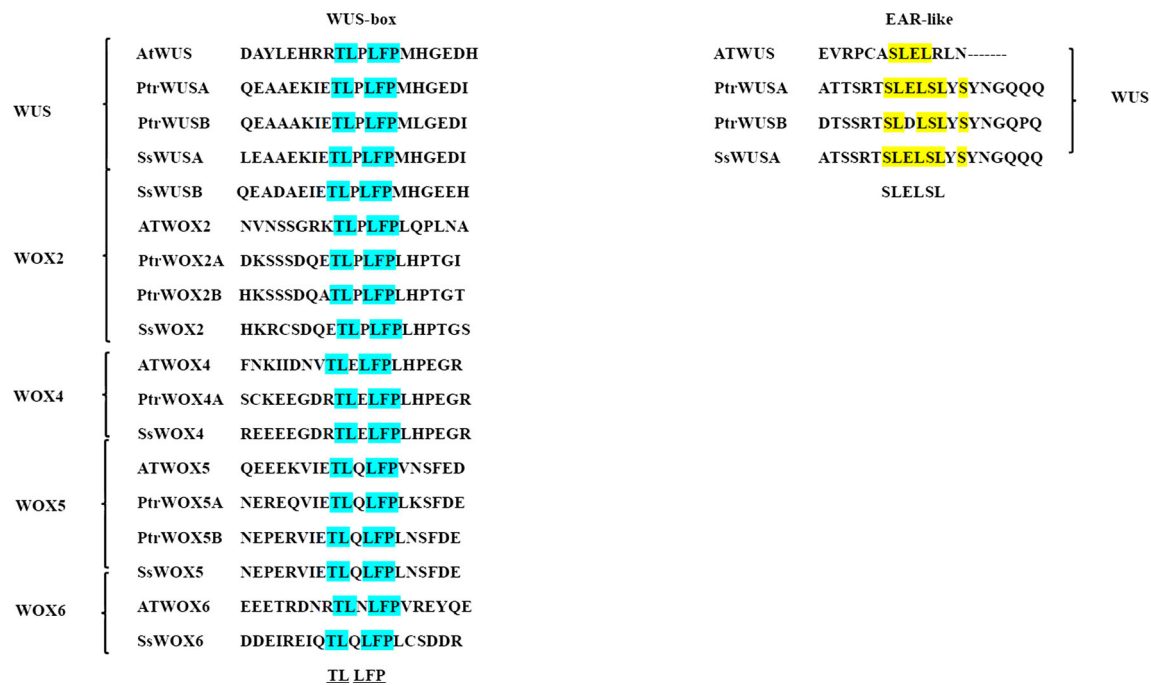 WUS-box
AtWUS DAYLEHRRTLPLFPMHGEDH
PtrWUSA QEAAEKIETLPLFPMHGEDI
WUS
PtrWUSB QEAAAKIETLPLFPMLGEDI
SsWUSA LEAAEKIETLPLFPMHGEDI
SsWUSB QEADAEIETLPLFPMHGEEH
ATWOX2 NVNSSGRKTLPLFPLQPLNA
WOX2
PtrWOX2A DKSSSDQETLPLFPLHPTGI
PtrWOX2B HKSSSDQATLPLFPLHPTGT
SsWOX2 HKRCSDQETLPLFPLHPTGS
ATWOX4 FNKIIDNVTLELFPLHPEGR
WOX4
PtrWOX4A SCKEEGDRTLELFPLHPEGR
SsWOX4 REEEEGDRTLELFPLHPEGR
ATWOX5 QEEEKVIETLQLFPVNSFED
WOX5
PtrWOX5A NEREQVIETLQLFPLKSFDE
PtrWOX5B NEPERVIETLQLFPLNSFDE
SsWOX5 NEPERVIETLQLFPLNSFDE
WOX6
ATWOX6 EEETRDNRTLNLFPVREYQE
SsWOX6 DDEIREIQTLQLFPLCSDDR
TL LFP
EAR-like
ATWUS EVRPCASLELRLN-------
PtrWUSA ATTSRTSLELSLYSYNGQQQ
WUS
PtrWUSB DTSSRTSLDLSLYSYNGQPQ
SsWUSA ATSSRTSLELSLYSYNGQQQ
SLELSL